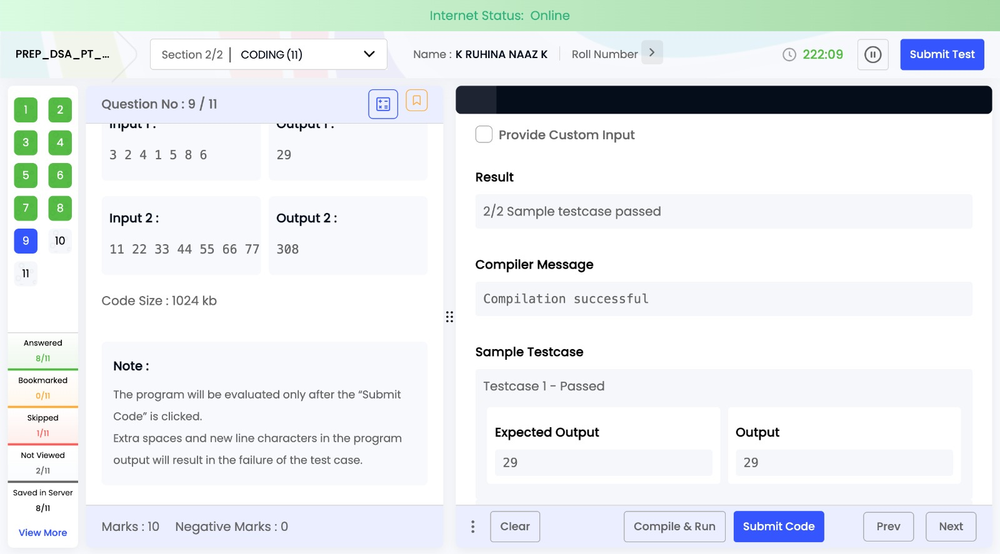 Internet Status: Online
PREP_DSA_PT_...
Section 2/2 | CODING (11)
Name : K RUHINA NAAZ K
Roll Number
222:09
Submit Test
1 2
3 4
5 6
7 8
9 10
11
Answered
8/11
Bookmarked
0/11
Skipped
1/11
Not Viewed
2/11
Saved in Server
8/11
View More
Question No : 9 / 11
Input 1 :
3 2 4 1 5 8 6
Output 1 :
29
Input 2 :
11 22 33 44 55 66 77
Output 2 :
308
Code Size : 1024 kb
Note :
The program will be evaluated only after the “Submit
Code” is clicked.
Extra spaces and new line characters in the program
output will result in the failure of the test case.
Marks : 10 Negative Marks : 0
Provide Custom Input
Result
2/2 Sample testcase passed
Compiler Message
Compilation successful
Sample Testcase
Testcase 1 - Passed
Expected Output
29
Output
29
Clear
Compile & Run
Submit Code
Prev
Next